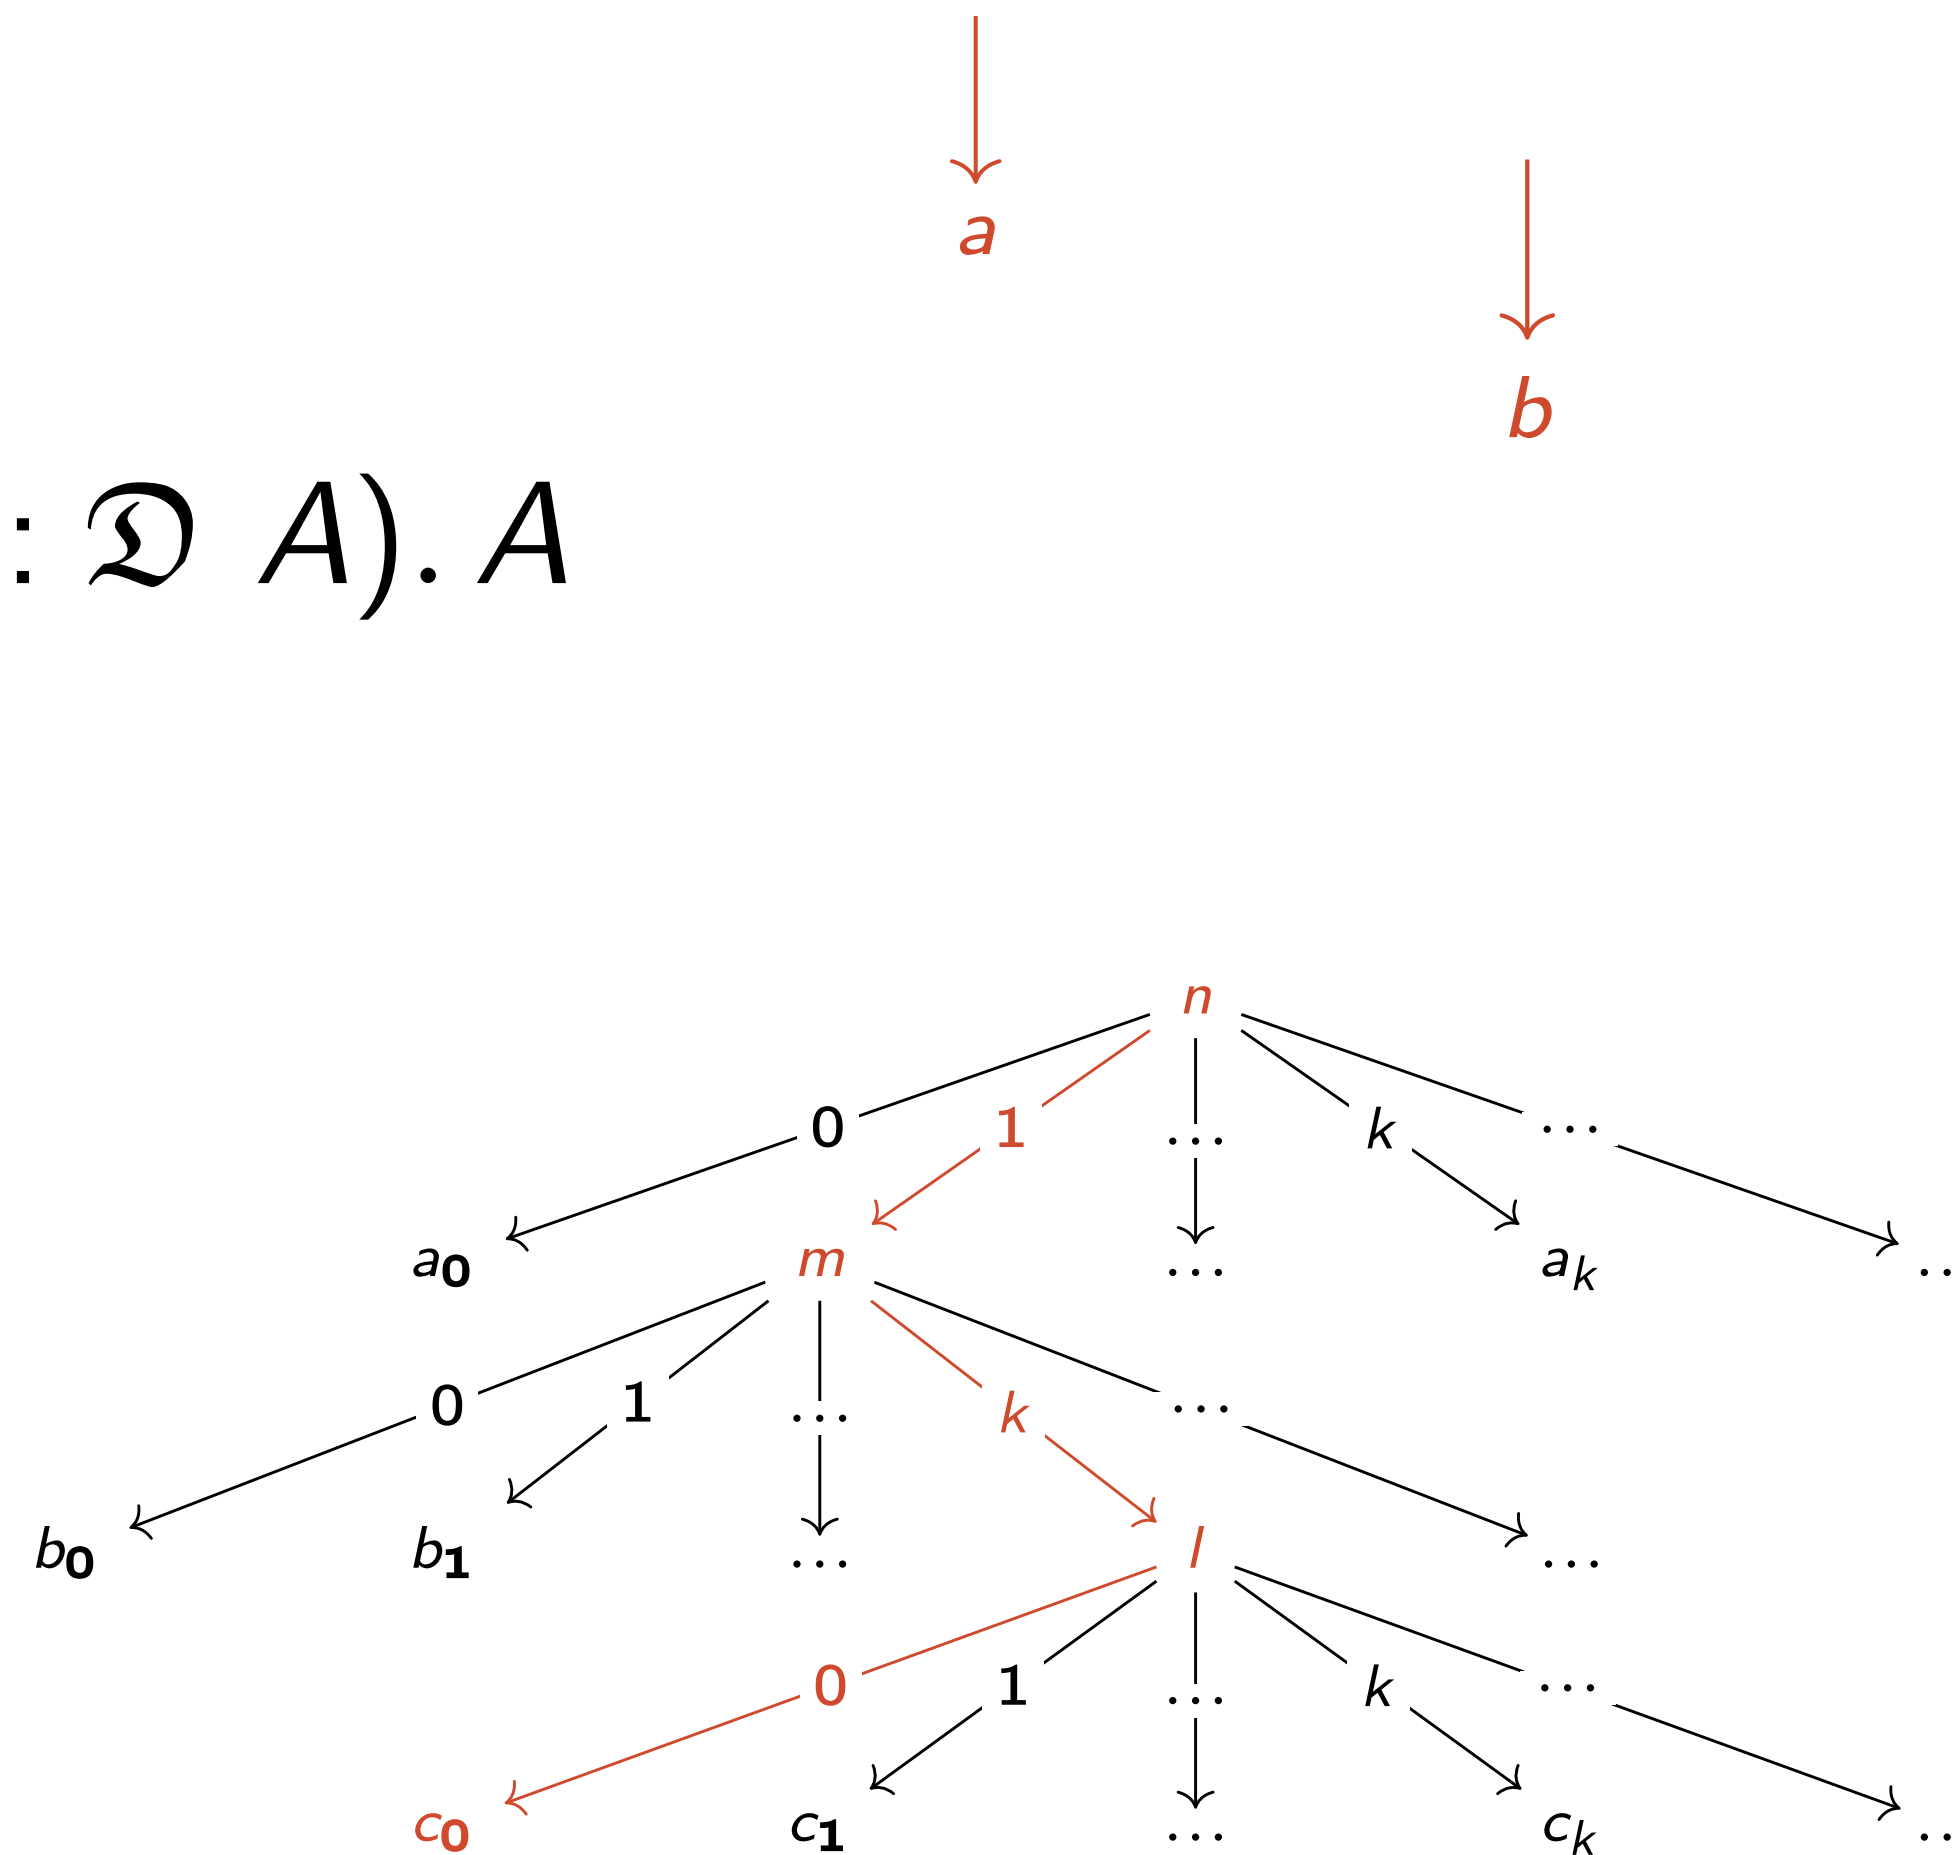 a
b
: 𝔇 A). A
n
0 1 ... k ...
a₀ m ... aₖ ..
0 1 ... k ...
b₀ b₁ ... l ...
0 1 ... k ...
c₀ c₁ ... cₖ ..